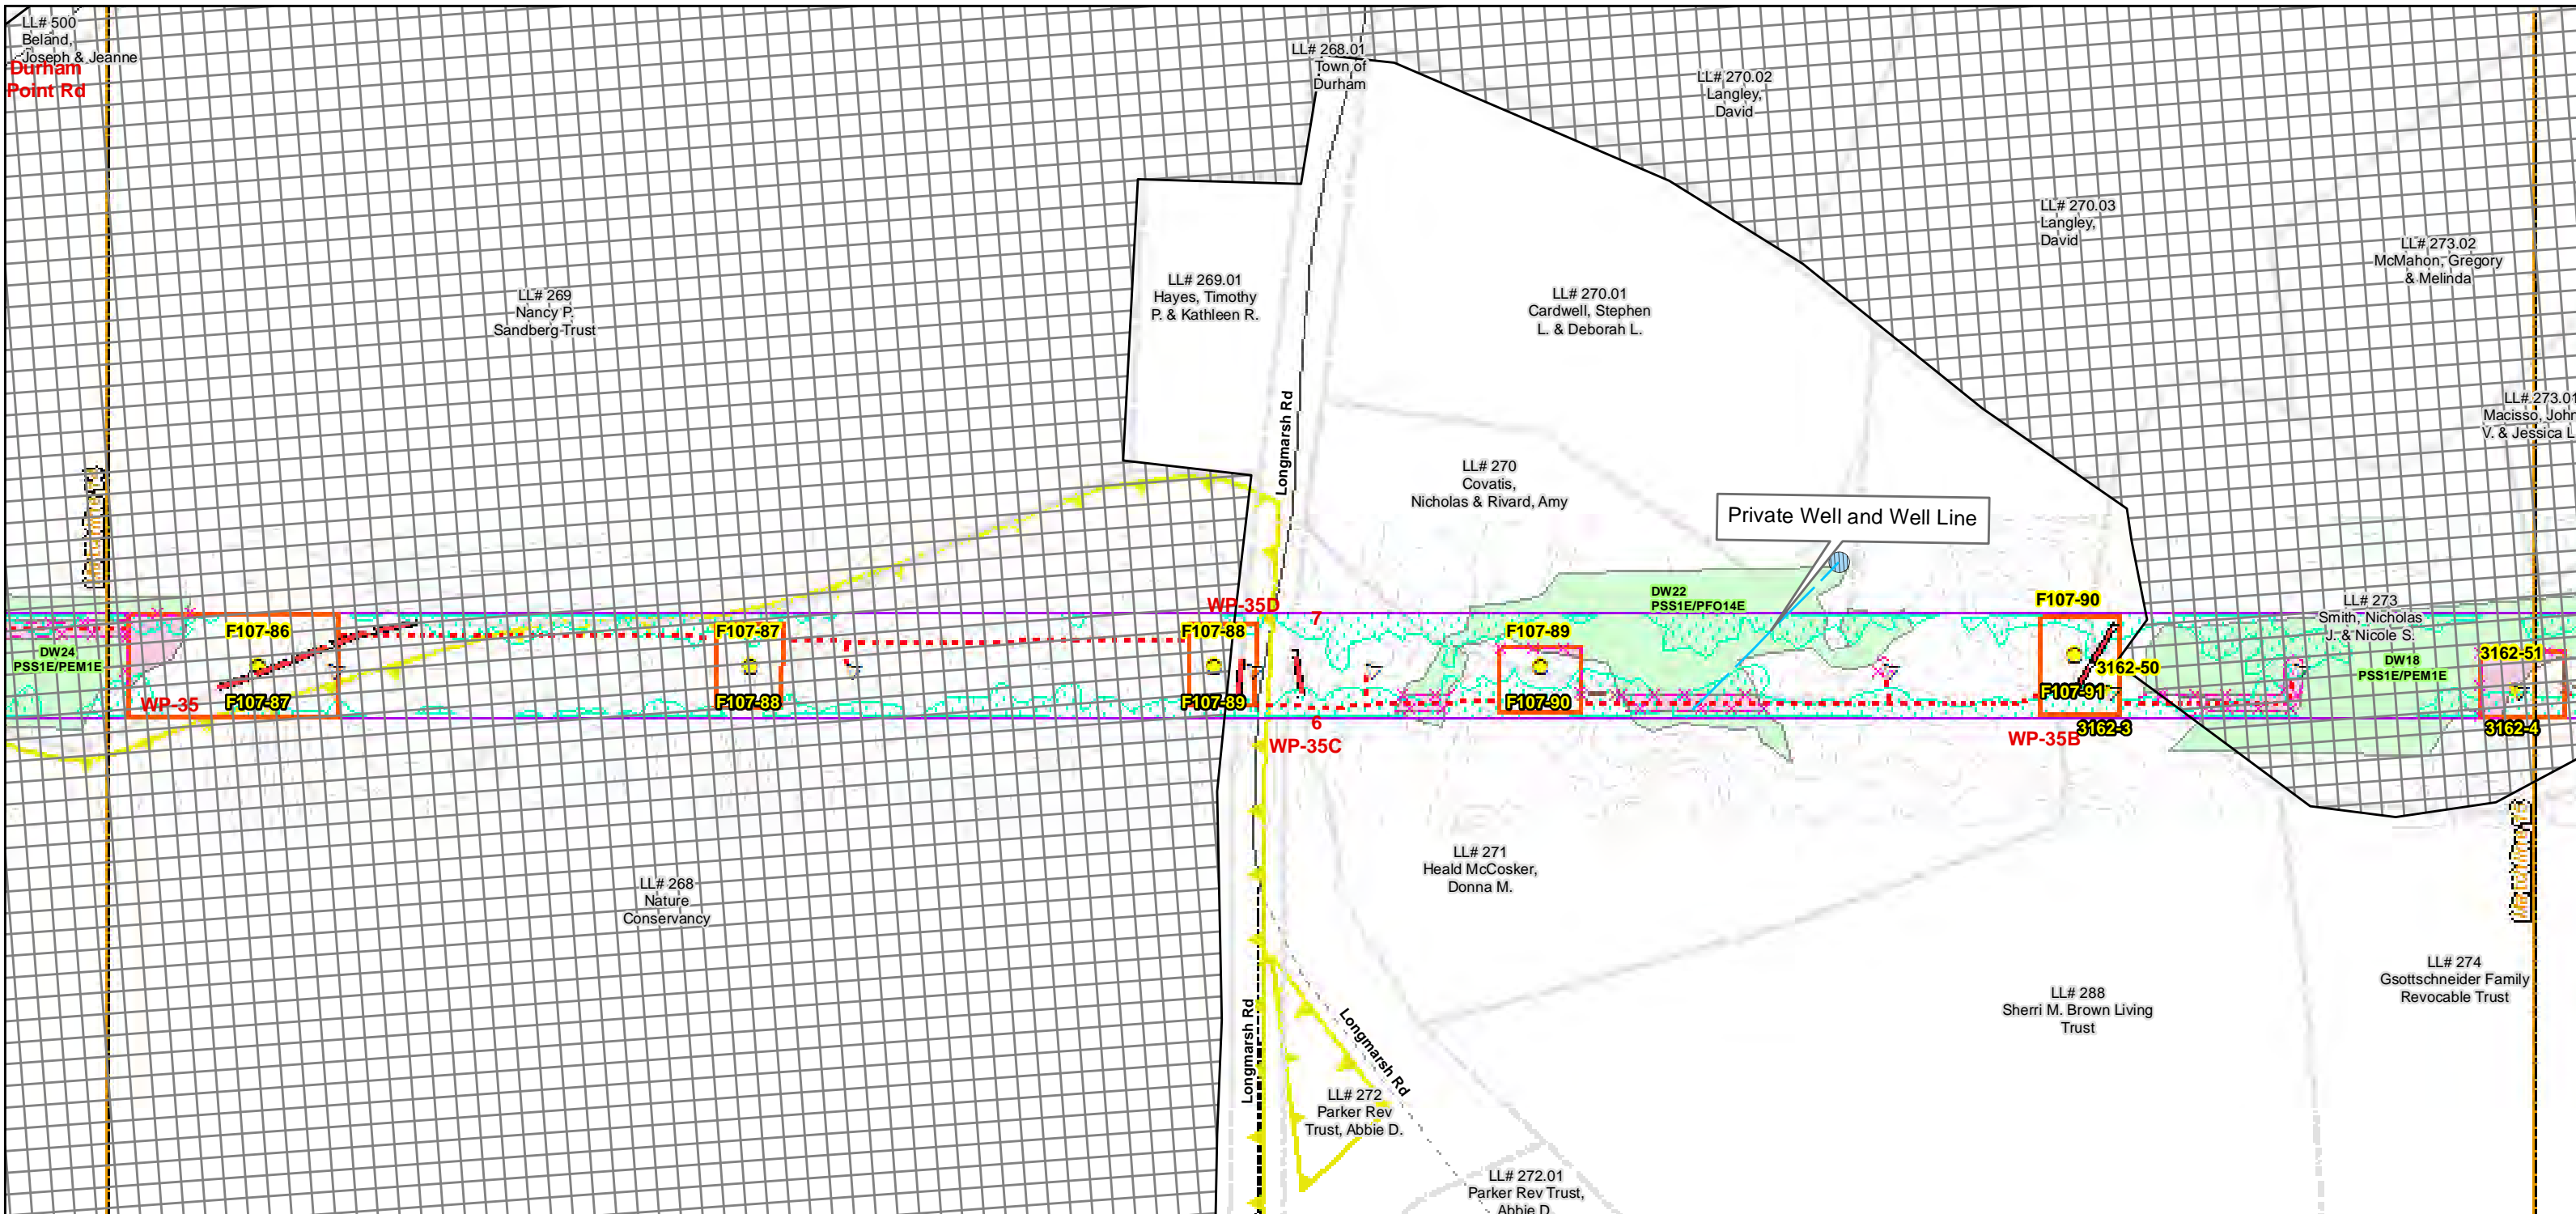 LL# 500
Beland,
Joseph & Jeanne
Durham
Point Rd
LL# 268.01
Town of
Durham
LL# 270.02
Langley,
David
LL# 270.03
Langley,
David
LL# 273.02
McMahon, Gregory
& Melinda
LL# 269
Nancy P.
Sandberg Trust
LL# 269.01
Hayes, Timothy
P. & Kathleen R.
LL# 270.01
Cardwell, Stephen
L. & Deborah L.
LL# 273.01
Macisso, John
V. & Jessica L.
Longmarsh Rd
LL# 270
Covatis,
Nicholas & Rivard, Amy
Private Well and Well Line
DW22
PSS1E/PFO14E
WP-35D
7
F107-90
LL# 273
Smith, Nicholas
J. & Nicole S.
F107-86
F107-87
F107-88
F107-89
DW24
PSS1E/PEM1E
3162-50
3162-51
DW18
PSS1E/PEM1E
WP-35
F107-87
F107-88
F107-89
F107-90
F107-91
6
WP-35C
WP-35B
3162-3
3162-4
LL# 271
Heald McCosker,
Donna M.
LL# 268
Nature
Conservancy
LL# 274
Gsottschneider Family
Revocable Trust
LL# 288
Sherri M. Brown Living
Trust
Longmarsh Rd
Longmarsh Rd
LL# 272
Parker Rev
Trust, Abbie D.
LL# 272.01
Parker Rev Trust,
Abbie D.